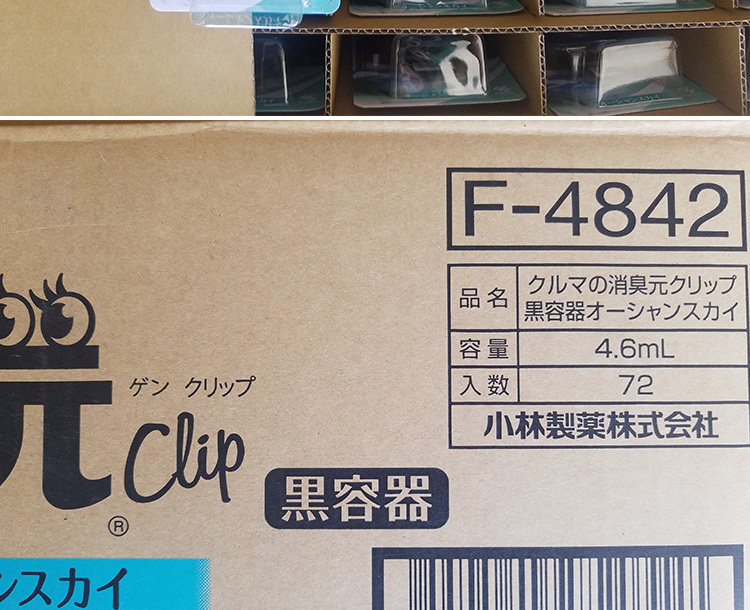 F-4842
品名
クルマの消臭元クリップ
黒容器オーシャンスカイ
容量
4.6mL
入数
72
小林製薬株式会社
元
ゲン クリップ
Clip
®
黒容器
ンスカイ